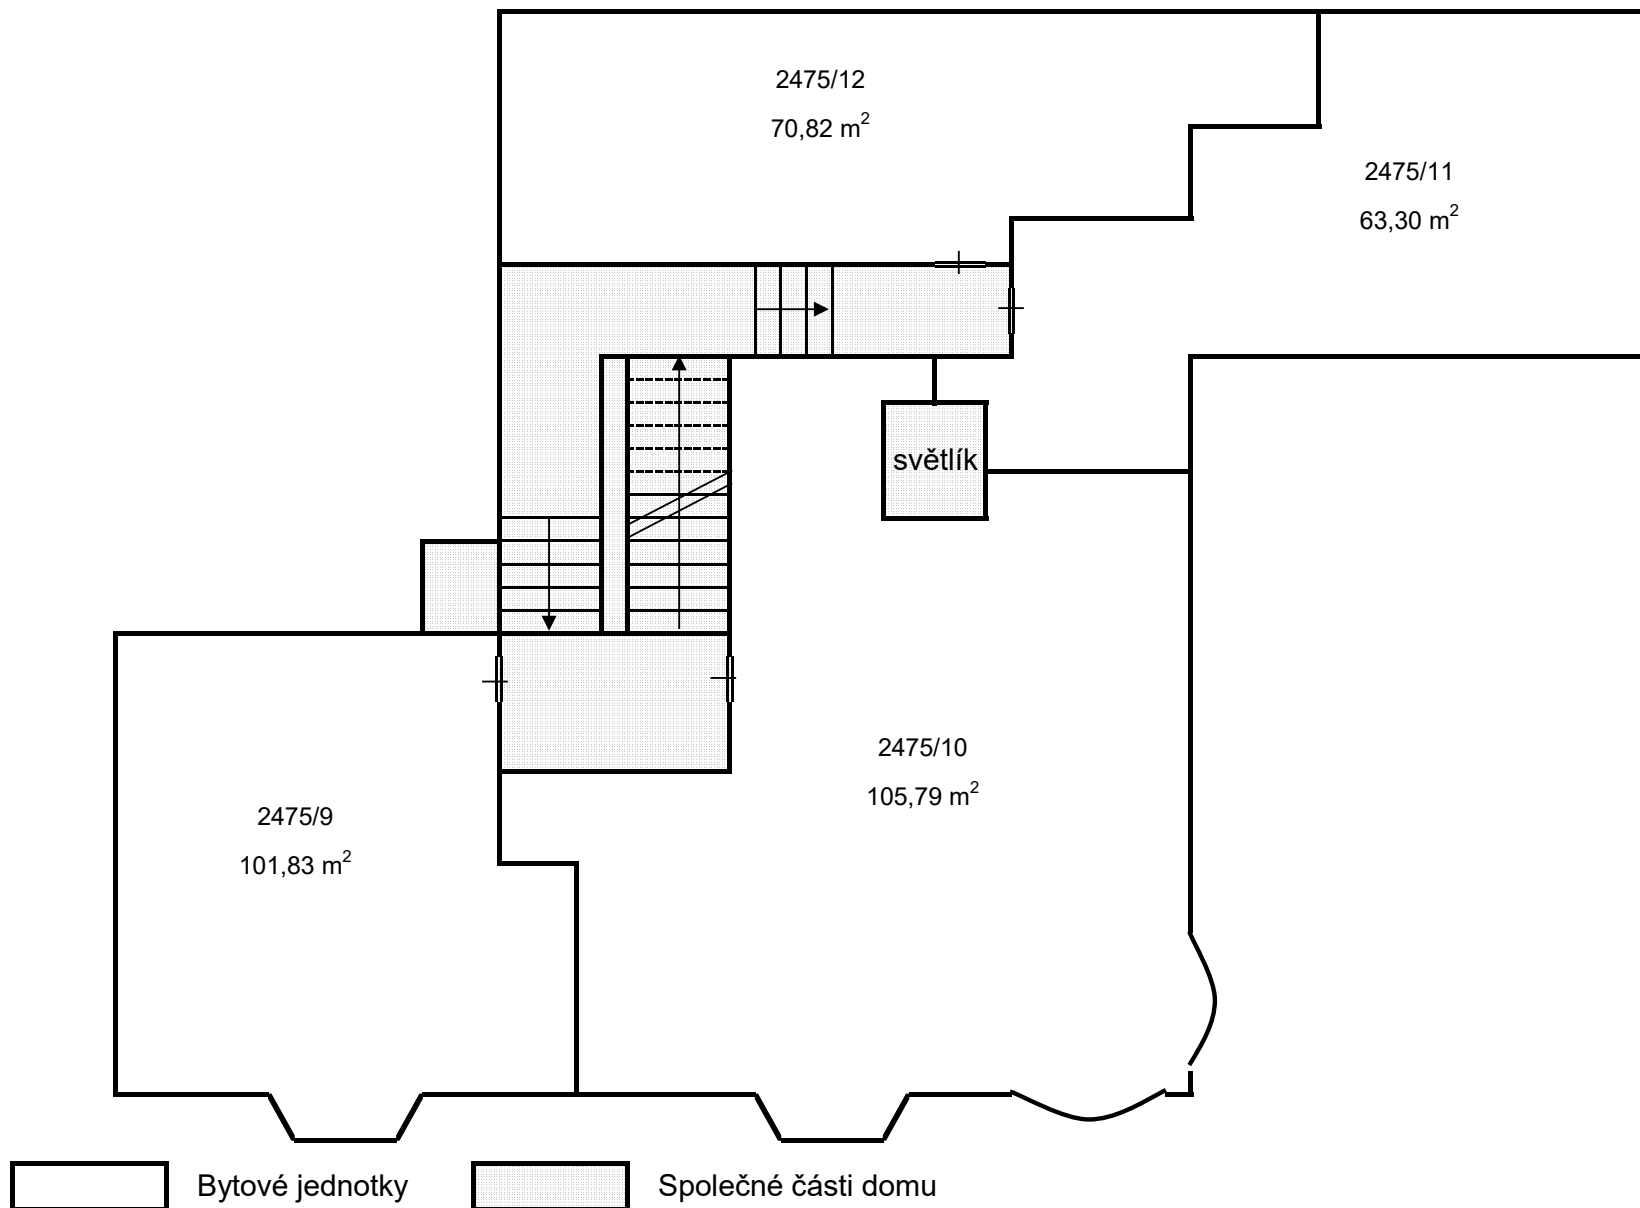 2475/12
70,82 m²
2475/11
63,30 m²
světlík
2475/10
105,79 m²
2475/9
101,83 m²
Bytové jednotky
Společné části domu